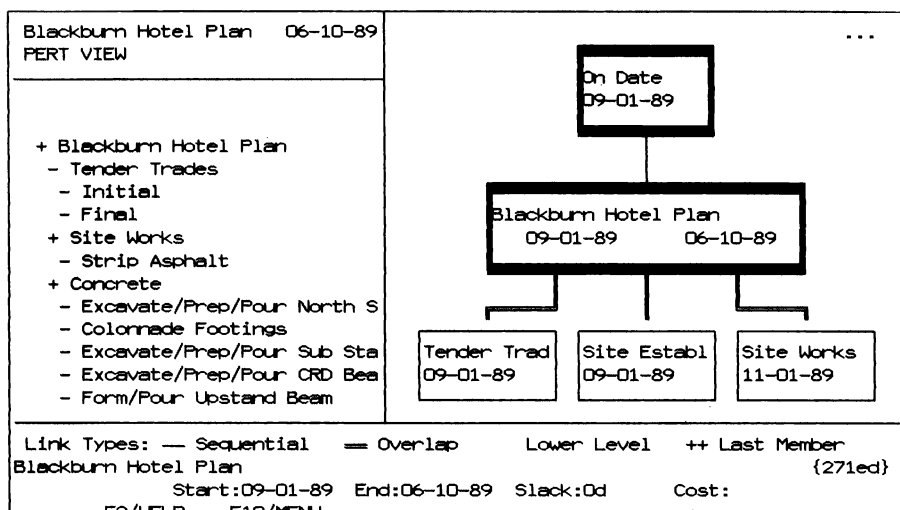 Blackburn Hotel Plan 06-10-89
PERT VIEW
+ Blackburn Hotel Plan
- Tender Trades
- Initial
- Final
+ Site Works
- Strip Asphalt
+ Concrete
- Excavate/Prep/Pour North S
- Colonnade Footings
- Excavate/Prep/Pour Sub Sta
- Excavate/Prep/Pour CRD Bea
- Form/Pour Upstand Beam
...
On Date
09-01-89
Blackburn Hotel Plan
09-01-89 06-10-89
Tender Trad
09-01-89
Site Establ
09-01-89
Site Works
11-01-89
Link Types: — Sequential = Overlap Lower Level ++ Last Member
Blackburn Hotel Plan {271ed}
Start:09-01-89 End:06-10-89 Slack:0d Cost: